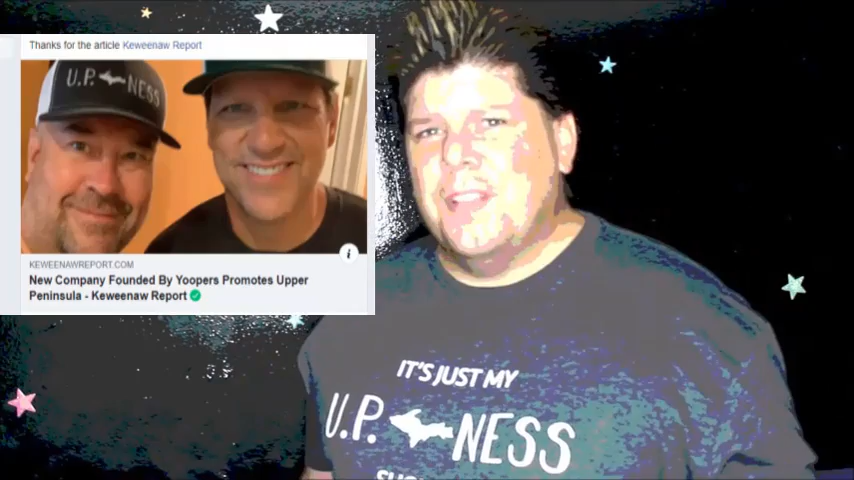 Thanks for the article Keweenaw Report
U.P. NESS
KEWEENAWREPORT.COM
New Company Founded By Yoopers Promotes Upper
Peninsula - Keweenaw Report
IT'S JUST MY
U.P. NESS